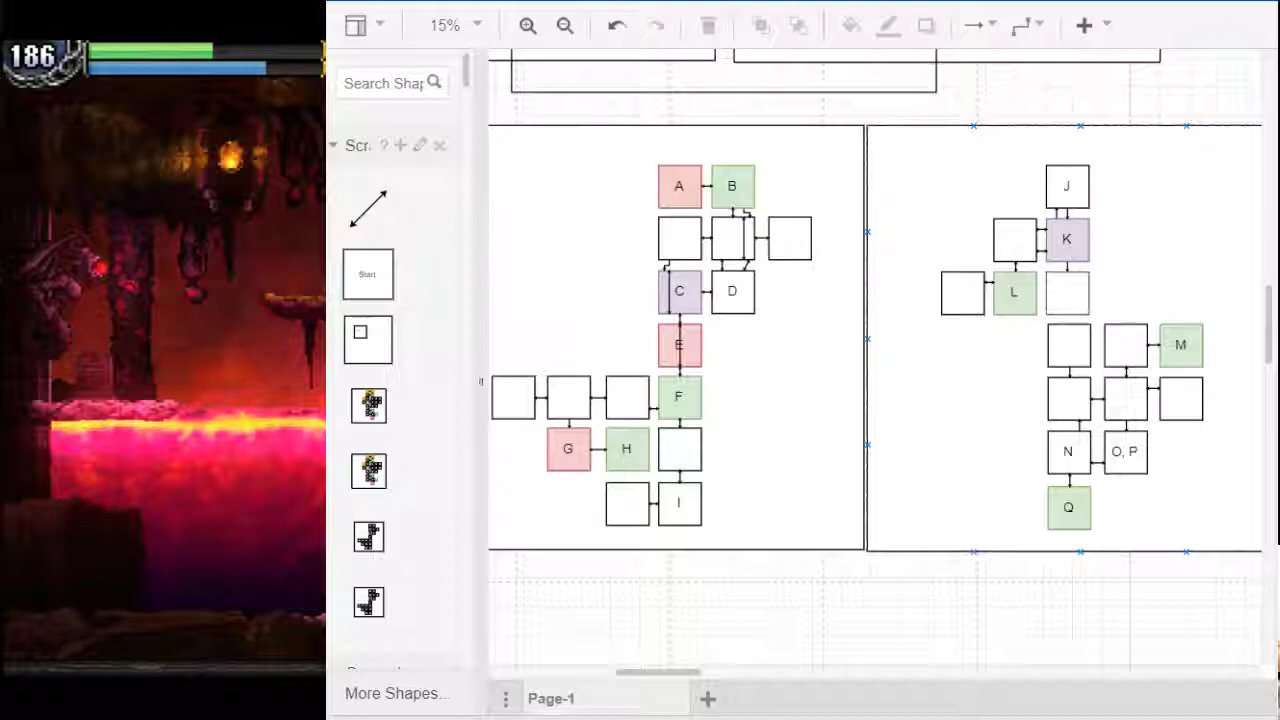 186
15%
Search Shap
Scr
?
Start
A
B
C
D
E
F
G
H
I
J
K
L
M
N
O, P
Q
More Shapes...
Page-1